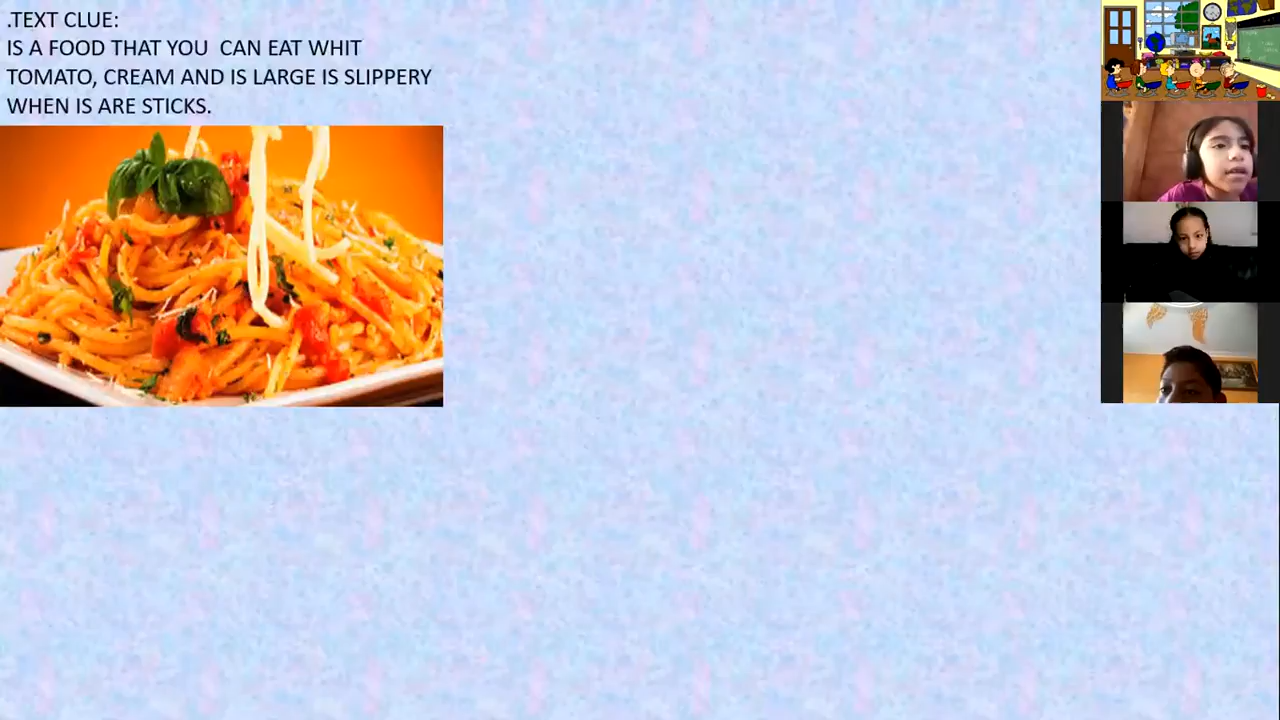 .TEXT CLUE:
IS A FOOD THAT YOU  CAN EAT WHIT
TOMATO, CREAM AND IS LARGE IS SLIPPERY
WHEN IS ARE STICKS.